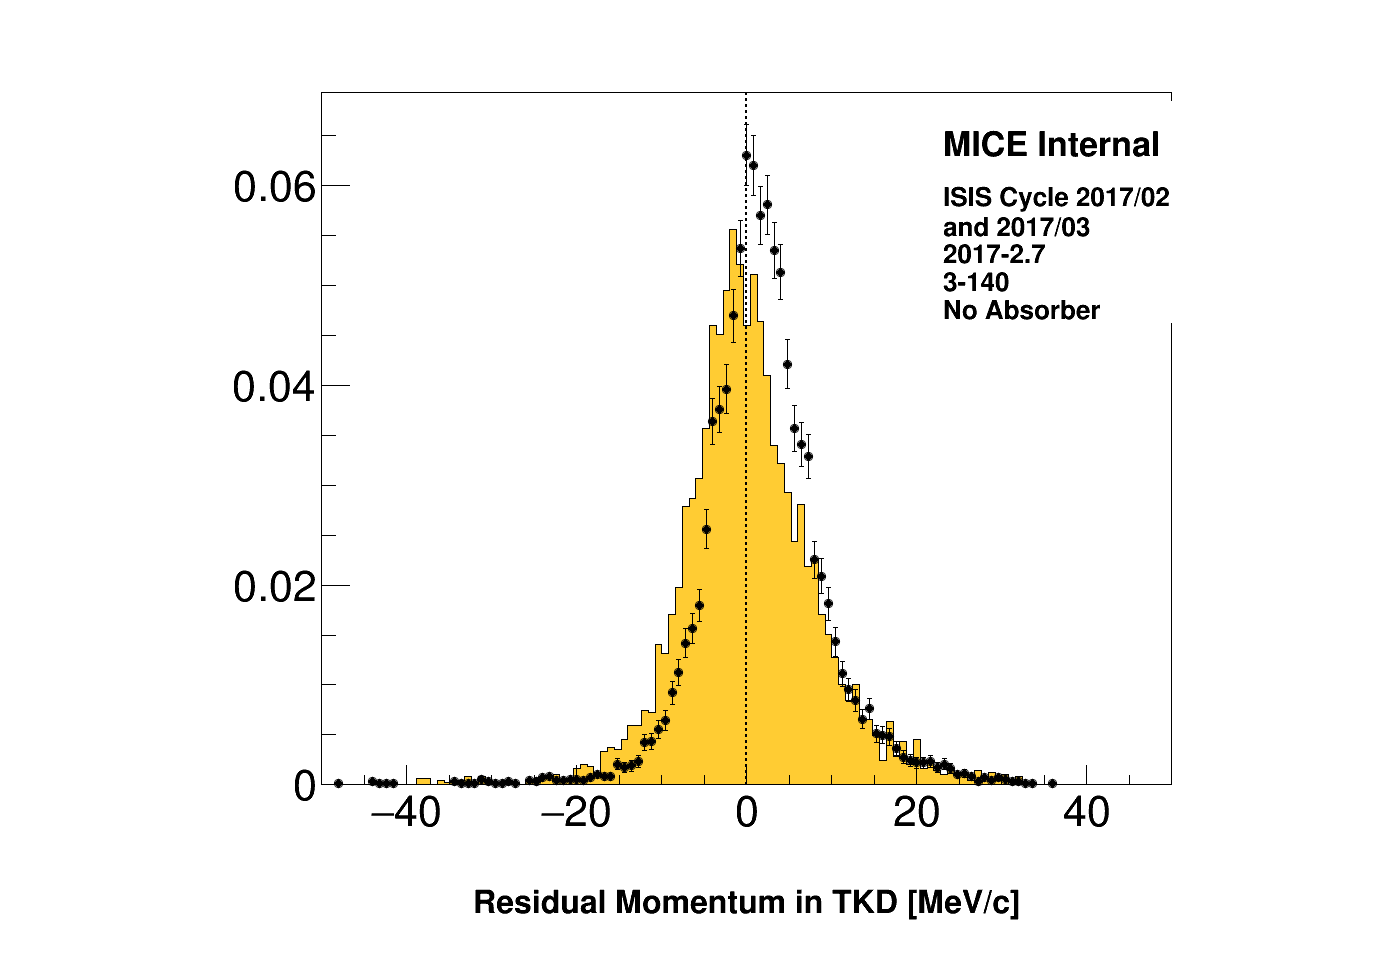 MICE Internal
ISIS Cycle 2017/02
and 2017/03
2017-2.7
3-140
No Absorber
0.06
0.04
0.02
0
−40 −20 0 20 40
Residual Momentum in TKD [MeV/c]